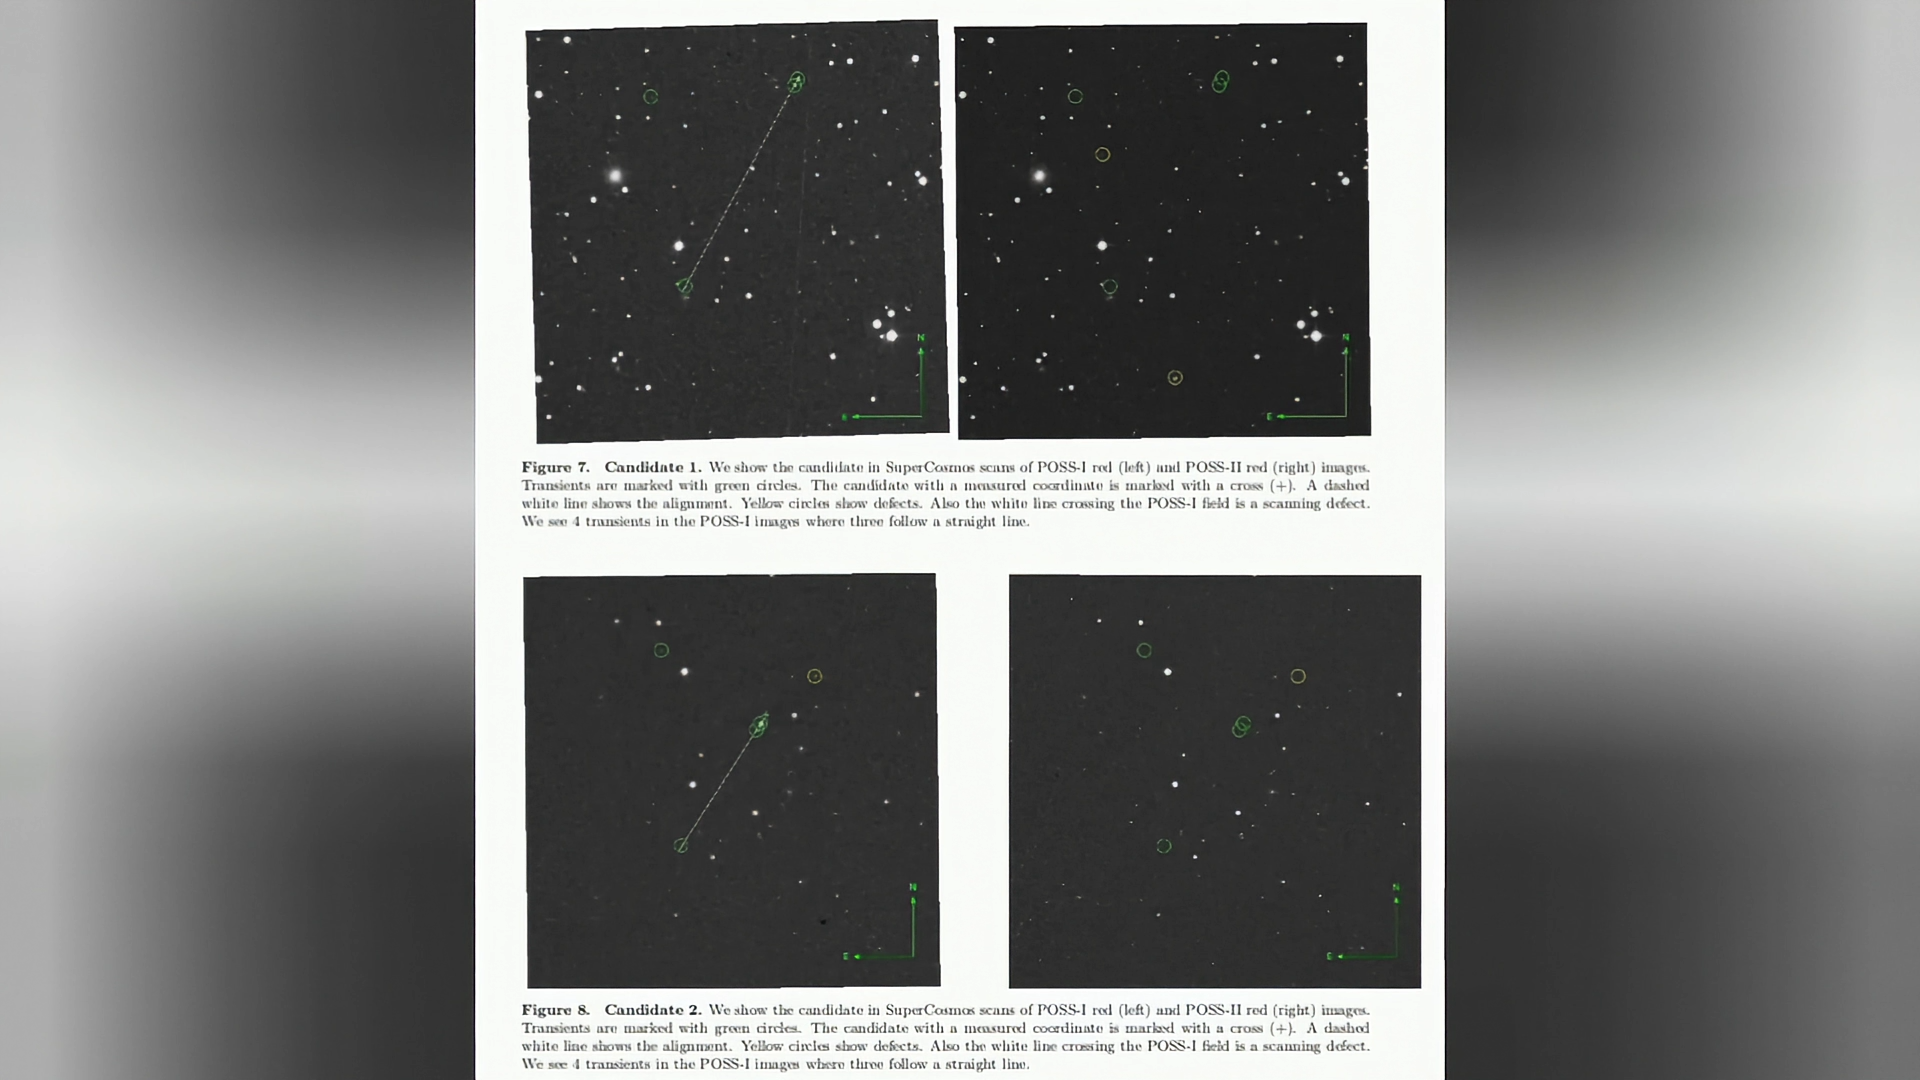 N
E
N
E
Figure 7. Candidate 1. We show the candidate in SuperCosmos scans of POSS-I red (left) and POSS-II red (right) images.
Transients are marked with green circles. The candidate with a measured coordinate is marked with a cross (+). A dashed
white line shows the alignment. Yellow circles show defects. Also the white line crossing the POSS-I field is a scanning defect.
We see 4 transients in the POSS-I images where three follow a straight line.
N
E
N
E
Figure 8. Candidate 2. We show the candidate in SuperCosmos scans of POSS-I red (left) and POSS-II red (right) images.
Transients are marked with green circles. The candidate with a measured coordinate is marked with a cross (+). A dashed
white line shows the alignment. Yellow circles show defects. Also the white line crossing the POSS-I field is a scanning defect.
We see 4 transients in the POSS-I images where three follow a straight line.